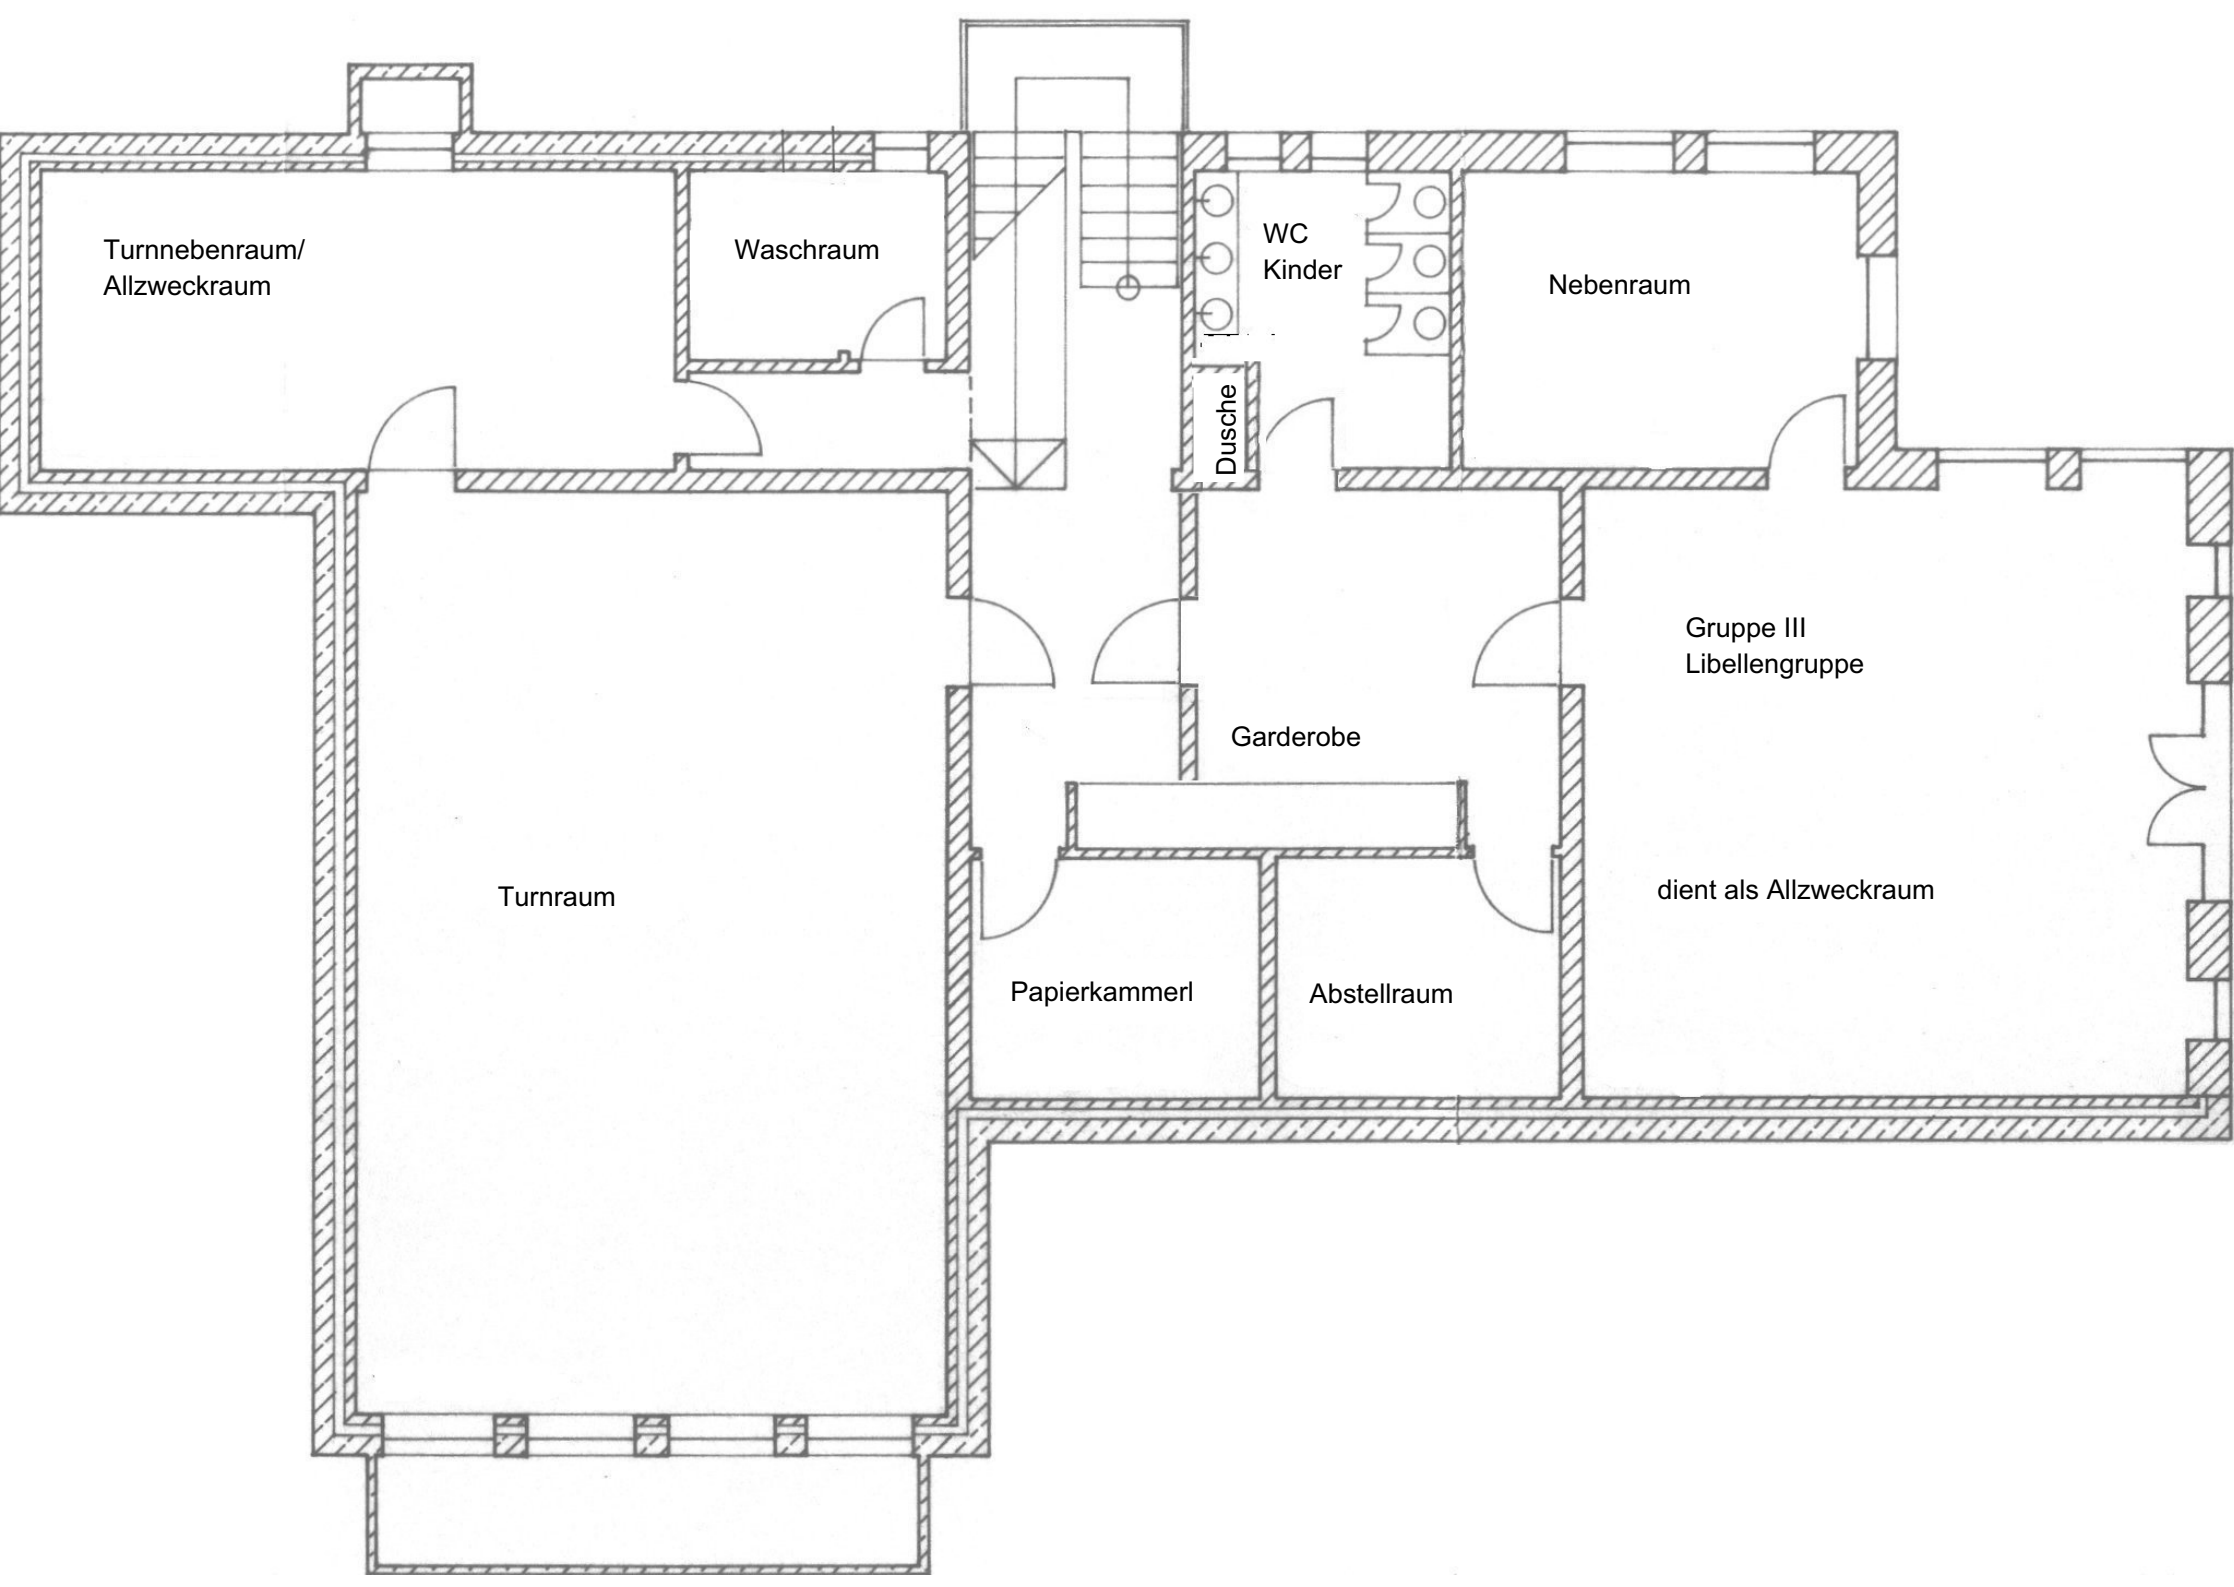 Turnnebenraum/
Allzweckraum
Waschraum
WC
Kinder
Dusche
Nebenraum
Gruppe III
Libellengruppe
Garderobe
Turnraum
dient als Allzweckraum
Papierkammerl
Abstellraum